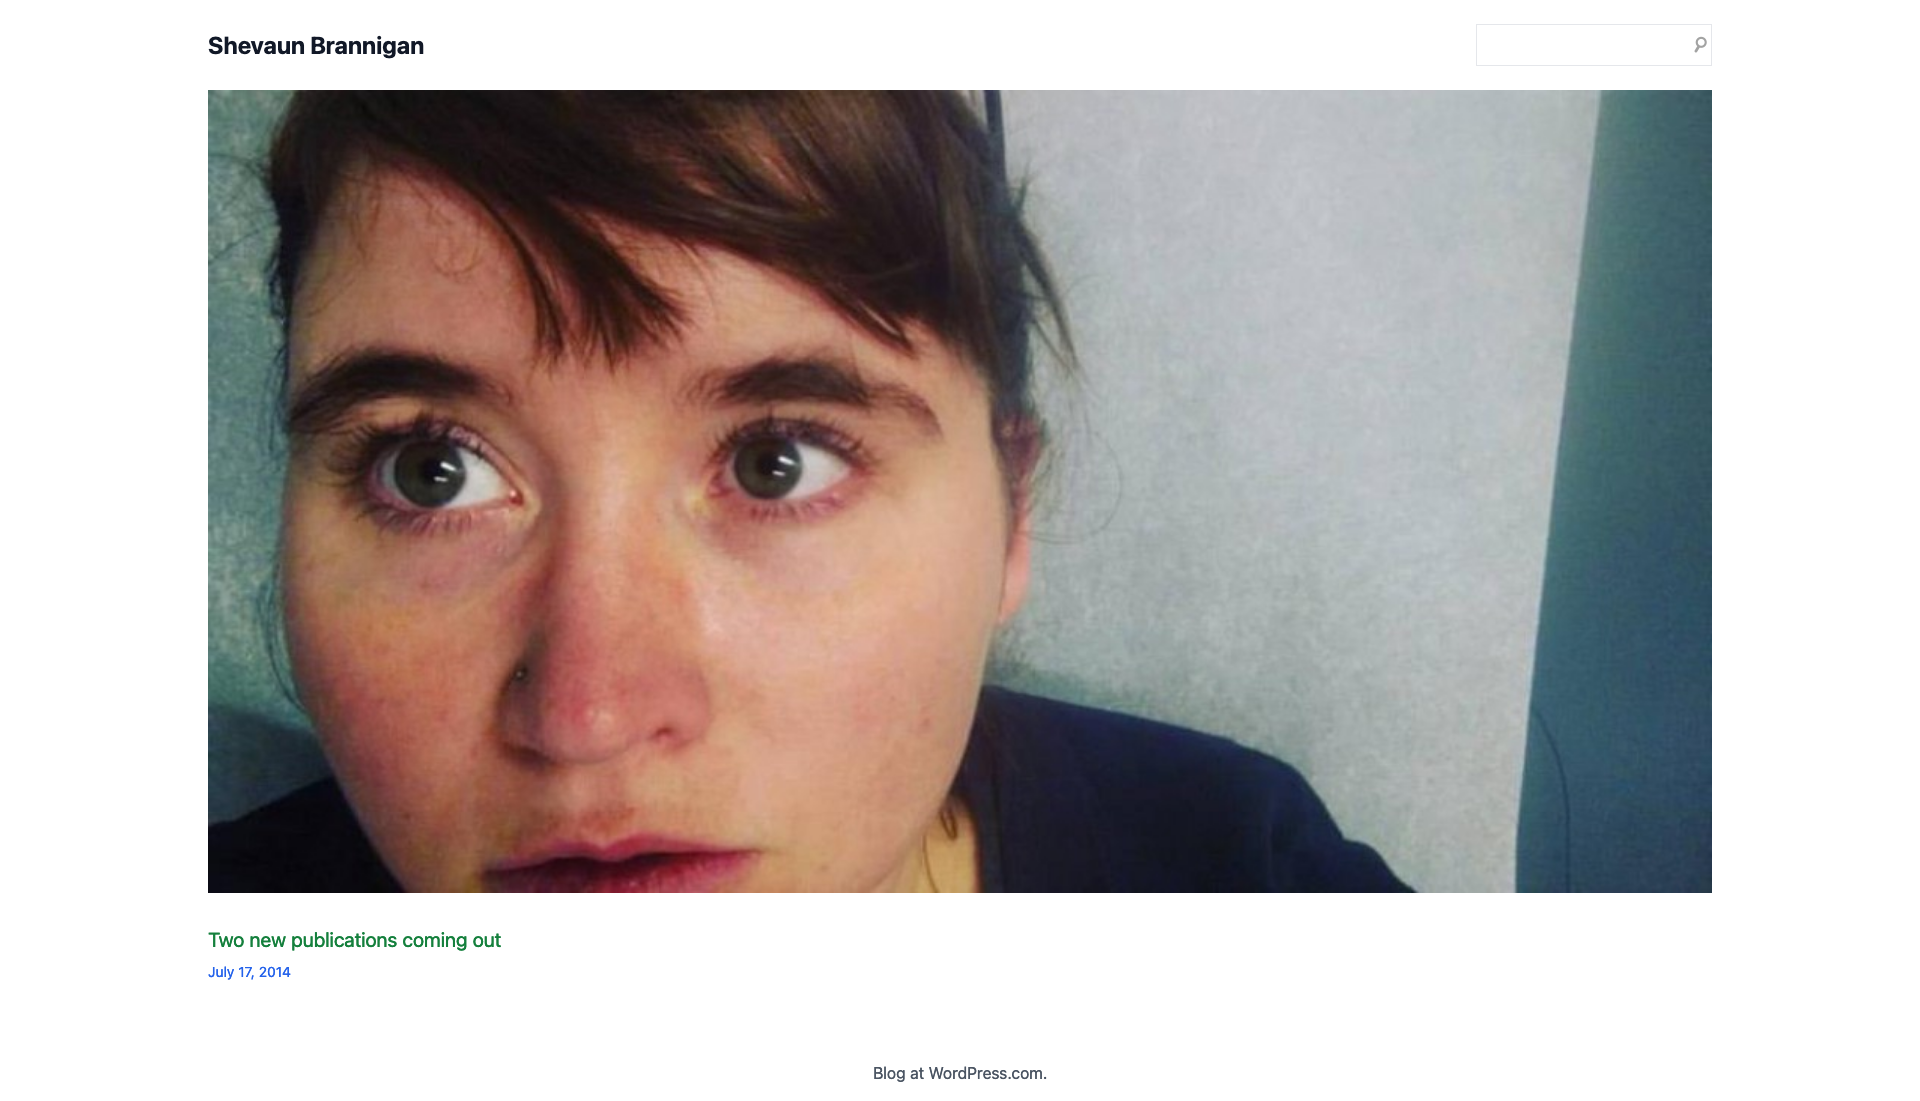 Shevaun Brannigan
Two new publications coming out
July 17, 2014
Blog at WordPress.com.